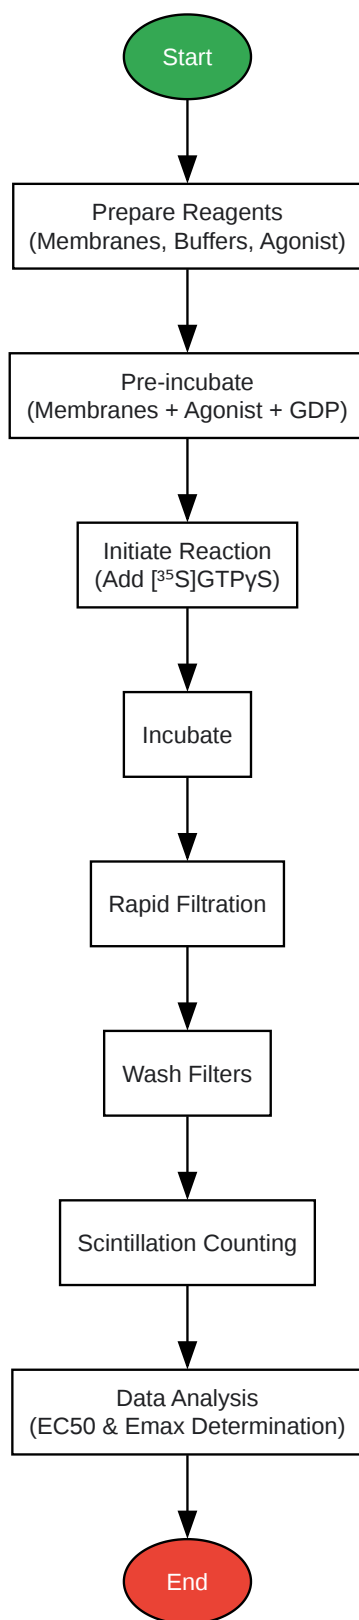 Start
Prepare Reagents
(Membranes, Buffers, Agonist)
Pre-incubate
(Membranes + Agonist + GDP)
Initiate Reaction
(Add [³⁵S]GTPγS)
Incubate
Rapid Filtration
Wash Filters
Scintillation Counting
Data Analysis
(EC50 & Emax Determination)
End